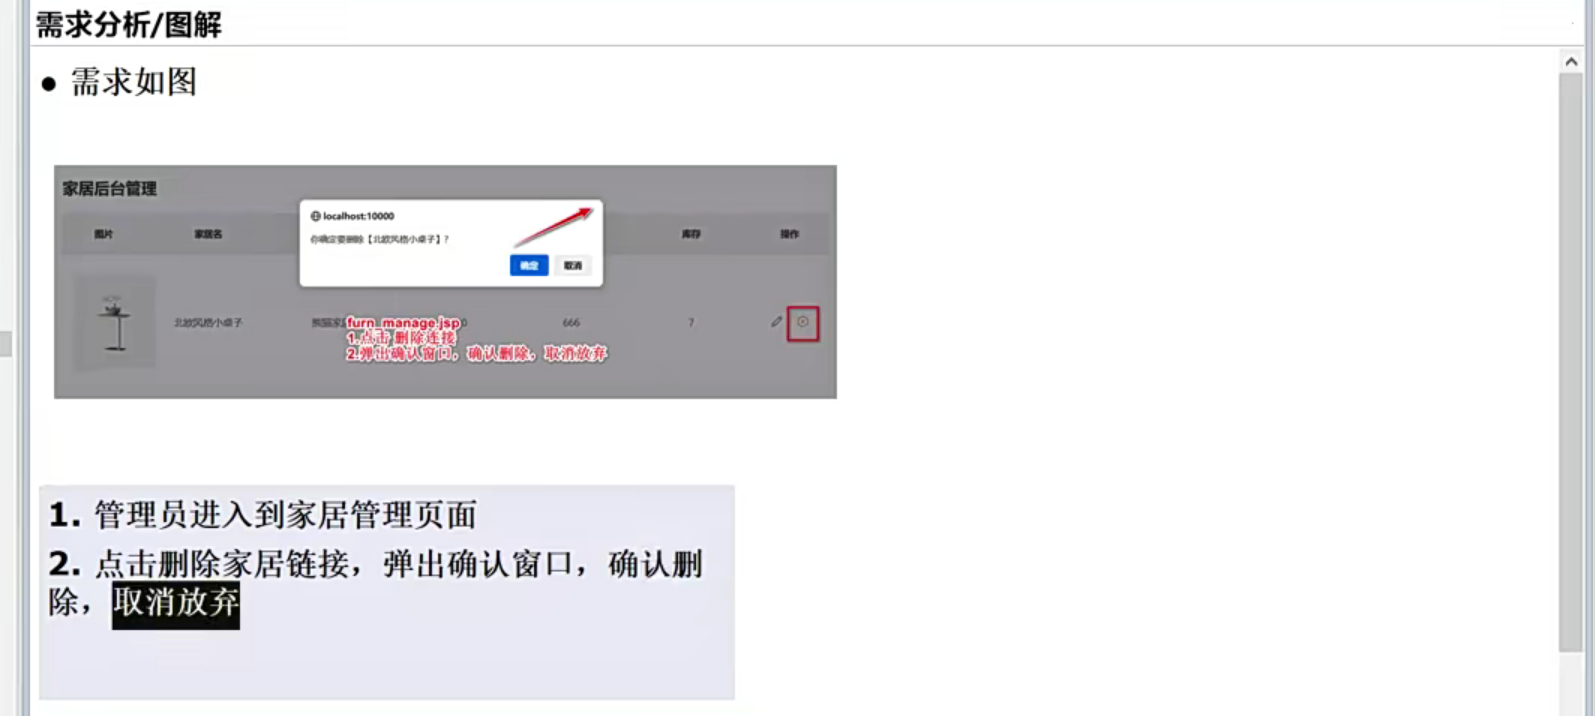 需求分析/图解
● 需求如图
家居后台管理
localhost:10000
你确定要删除【北欧风格小桌子】？
确定 取消
图片 家居名 库存 操作
北欧风格小桌子 熊猫家 0 666 7
furn_manage.jsp
1.点击 删除连接
2.弹出确认窗口，确认删除，取消放弃
1. 管理员进入到家居管理页面
2. 点击删除家居链接，弹出确认窗口，确认删
除，取消放弃